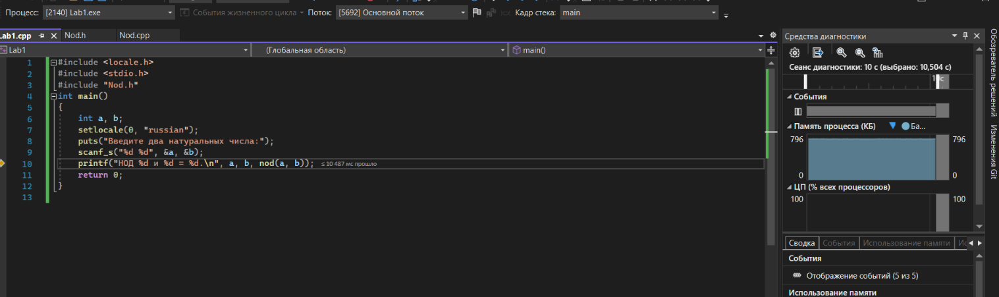 Процесс: [2140] Lab1.exe События жизненного цикла Поток: [5692] Основной поток Кадр стека: main
Lab1.cpp Nod.h Nod.cpp
Lab1 (Глобальная область) main()
1 #include <locale.h>
2 #include <stdio.h>
3 #include "Nod.h"
4 int main()
5 {
6 int a, b;
7 setlocale(0, "russian");
8 puts("Введите два натуральных числа:");
9 scanf_s("%d %d", &a, &b);
10 printf("НОД %d и %d = %d.\n", a, b, nod(a, b)); ≤ 10 487 мс прошло
11 return 0;
12 }
13
Средства диагностики
Сеанс диагностики: 10 с (выбрано: 10,504 с)
10с
События
Память процесса (КБ) Ба...
796 796
0 0
ЦП (% всех процессоров)
100 100
Сводка События Использование памяти Ис
События
Отображение событий (5 из 5)
Использование памяти
Обозреватель решений
Изменения Git